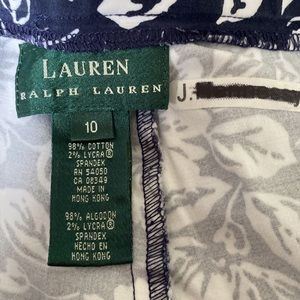 LAUREN
RALPH LAUREN
J.
10
98% COTTON
2% LYCRA®
SPANDEX
RN 54050
CA 08349
MADE IN
HONG KONG
98% ALGODON
2% LYCRA®
SPANDEX
HECHO EN
HONG KONG